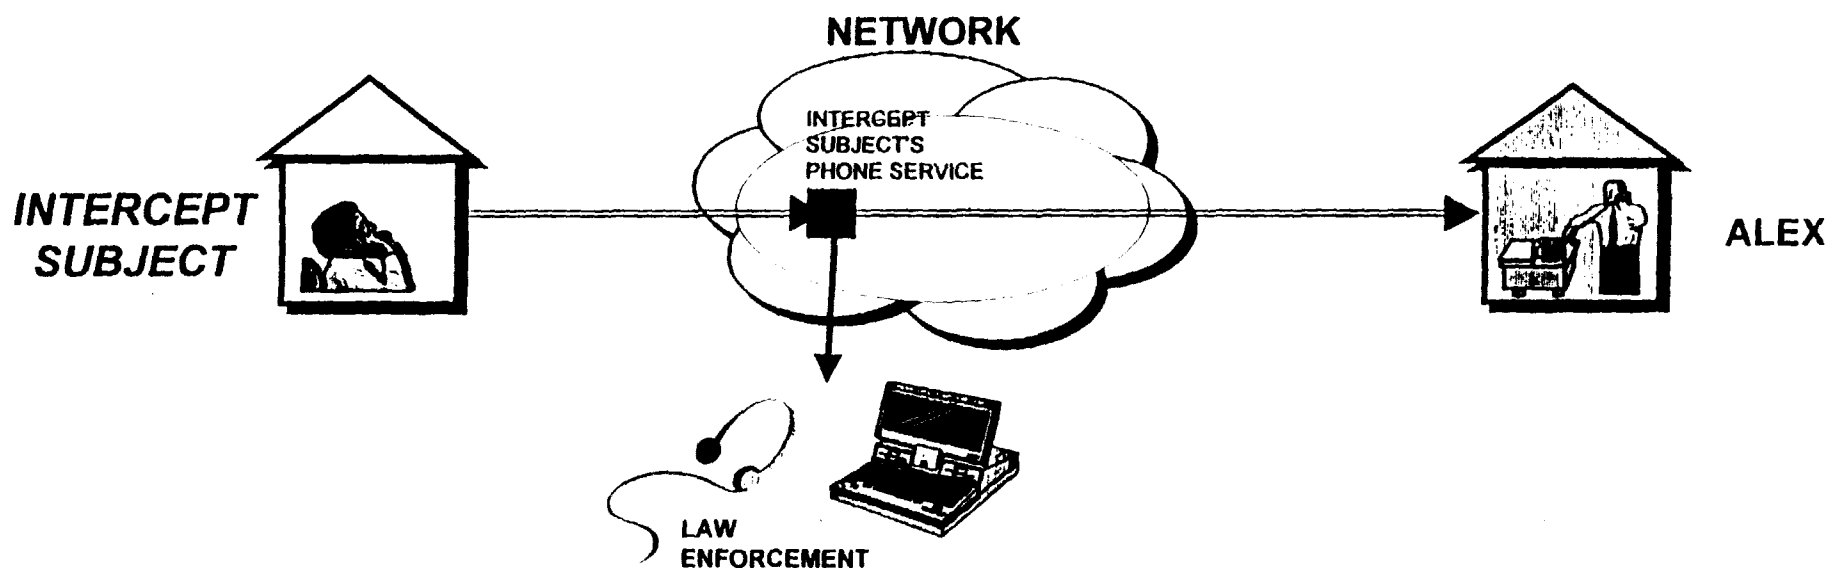 NETWORK
INTERCEPT
SUBJECT'S
PHONE SERVICE
INTERCEPT
SUBJECT
ALEX
LAW
ENFORCEMENT